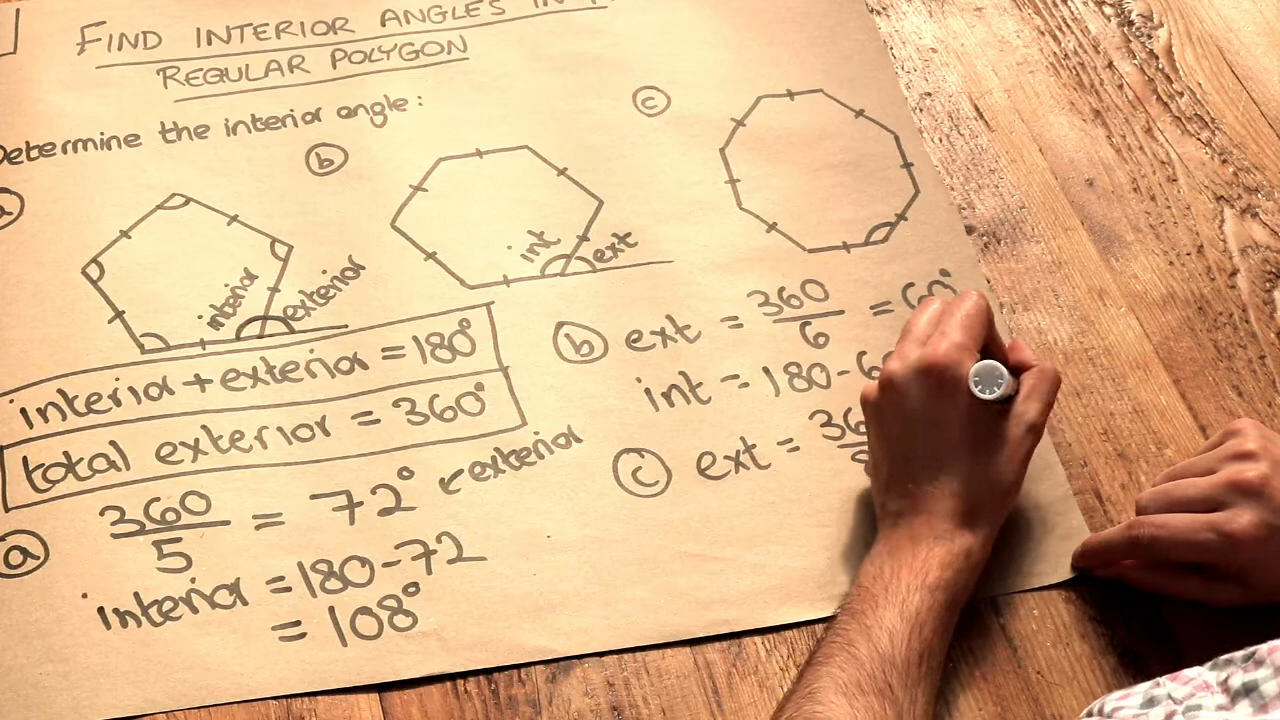 FIND INTERIOR ANGLES IN
REGULAR POLYGON
Determine the interior angle:
a
b
c
interior
exterior
int
ext
interior + exterior = 180°
total exterior = 360°
a 360/5 = 72° ← exterior
interior = 180-72
= 108°
b ext = 360/6 = 60°
int = 180-60
c ext = 36